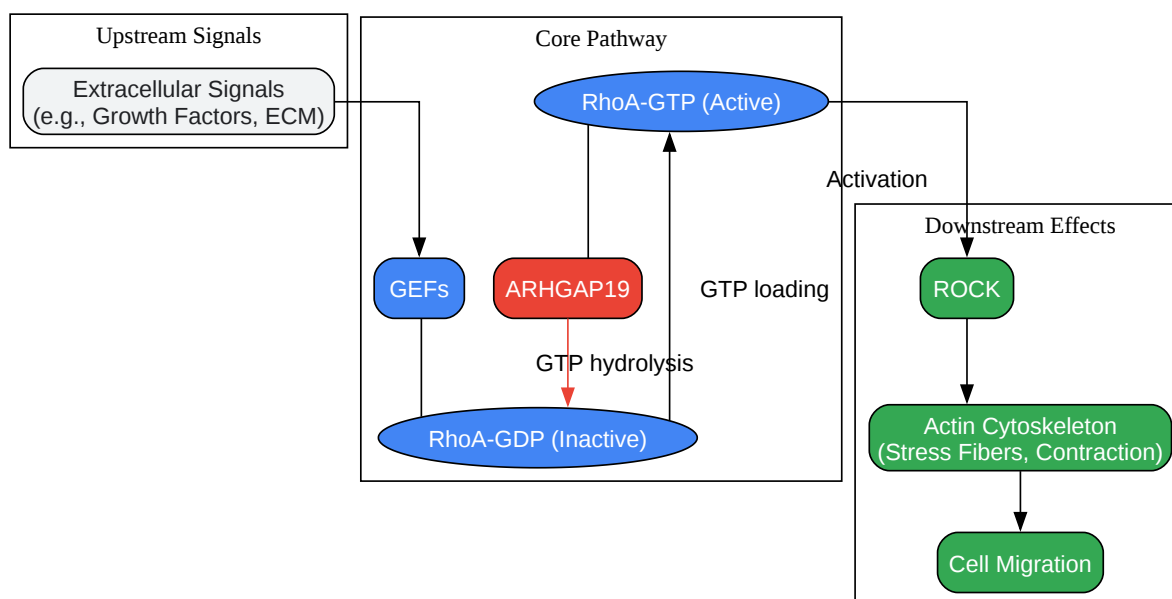 Upstream Signals
Extracellular Signals
(e.g., Growth Factors, ECM)
Core Pathway
RhoA-GTP (Active)
Activation
GEFs
ARHGAP19
GTP loading
GTP hydrolysis
RhoA-GDP (Inactive)
Downstream Effects
ROCK
Actin Cytoskeleton
(Stress Fibers, Contraction)
Cell Migration